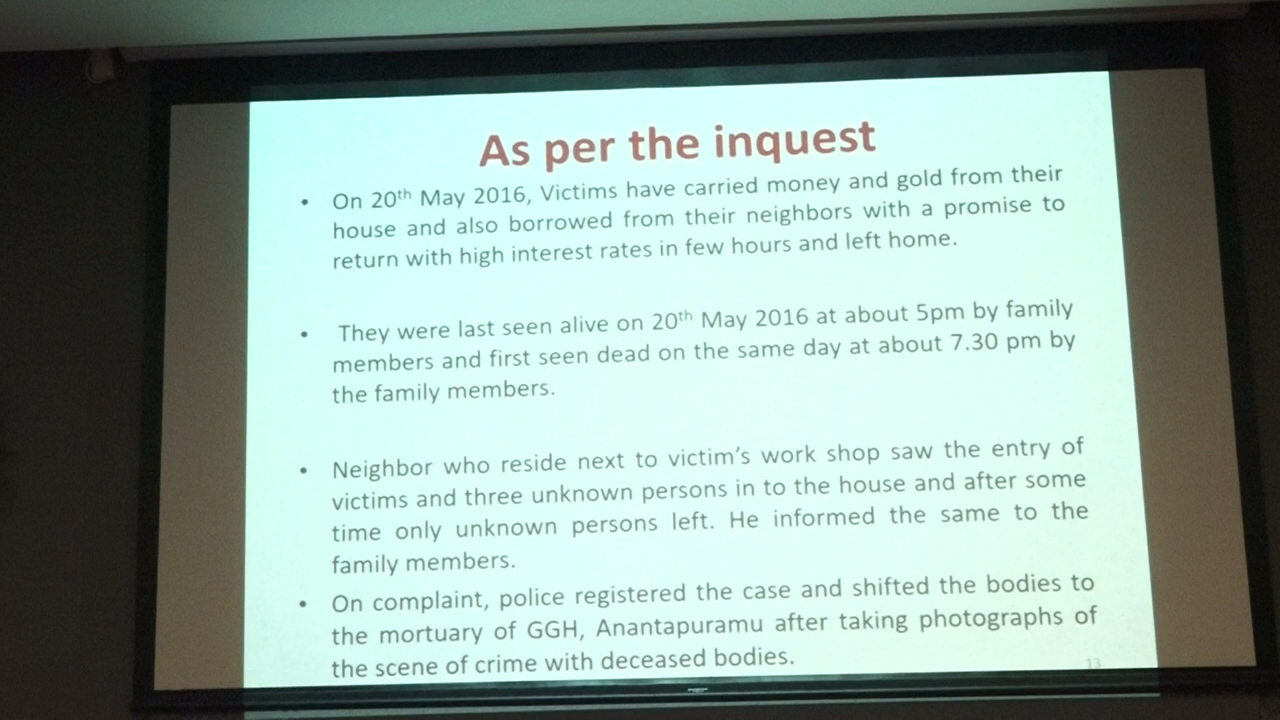 As per the inquest
• On 20th May 2016, Victims have carried money and gold from their
house and also borrowed from their neighbors with a promise to
return with high interest rates in few hours and left home.
• They were last seen alive on 20th May 2016 at about 5pm by family
members and first seen dead on the same day at about 7.30 pm by
the family members.
• Neighbor who reside next to victim's work shop saw the entry of
victims and three unknown persons in to the house and after some
time only unknown persons left. He informed the same to the
family members.
• On complaint, police registered the case and shifted the bodies to
the mortuary of GGH, Anantapuramu after taking photographs of
the scene of crime with deceased bodies.
13